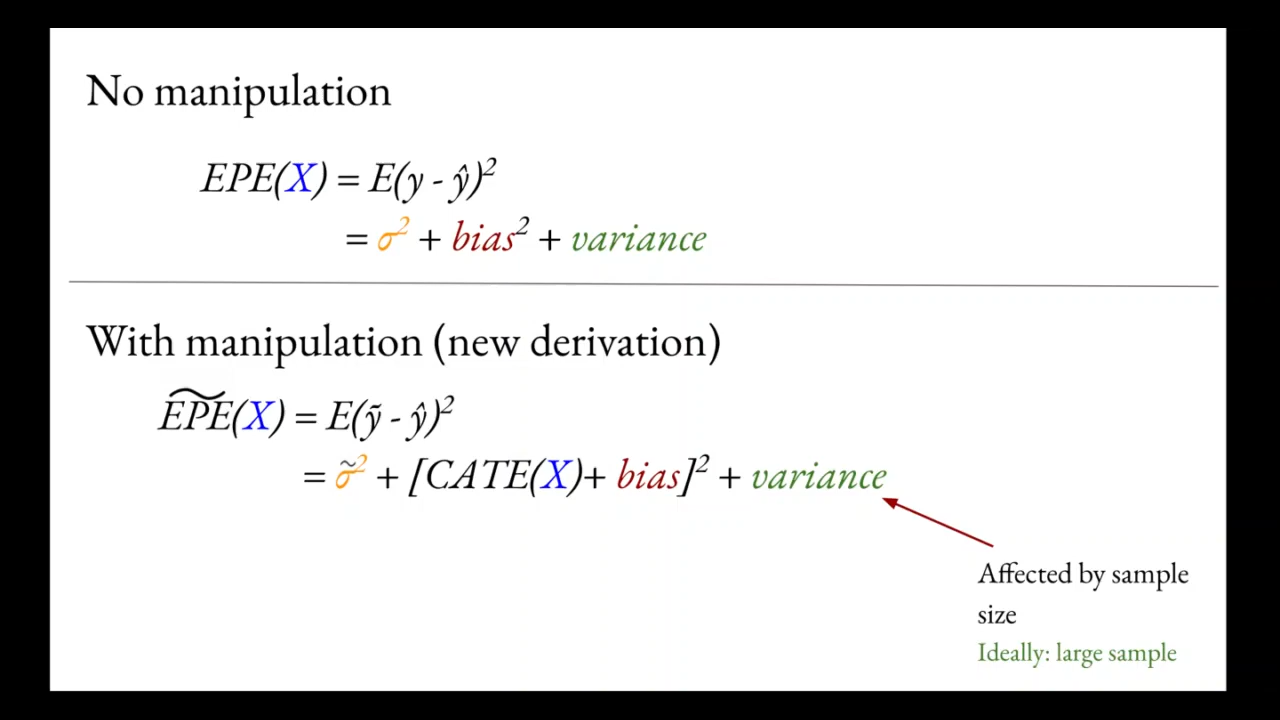 No manipulation
EPE(X) = E(y - ŷ)²
= σ² + bias² + variance
With manipulation (new derivation)
E͠PE(X) = E(ỹ - ŷ)²
= σ̃² + [CATE(X)+ bias]² + variance
Affected by sample
size
Ideally: large sample